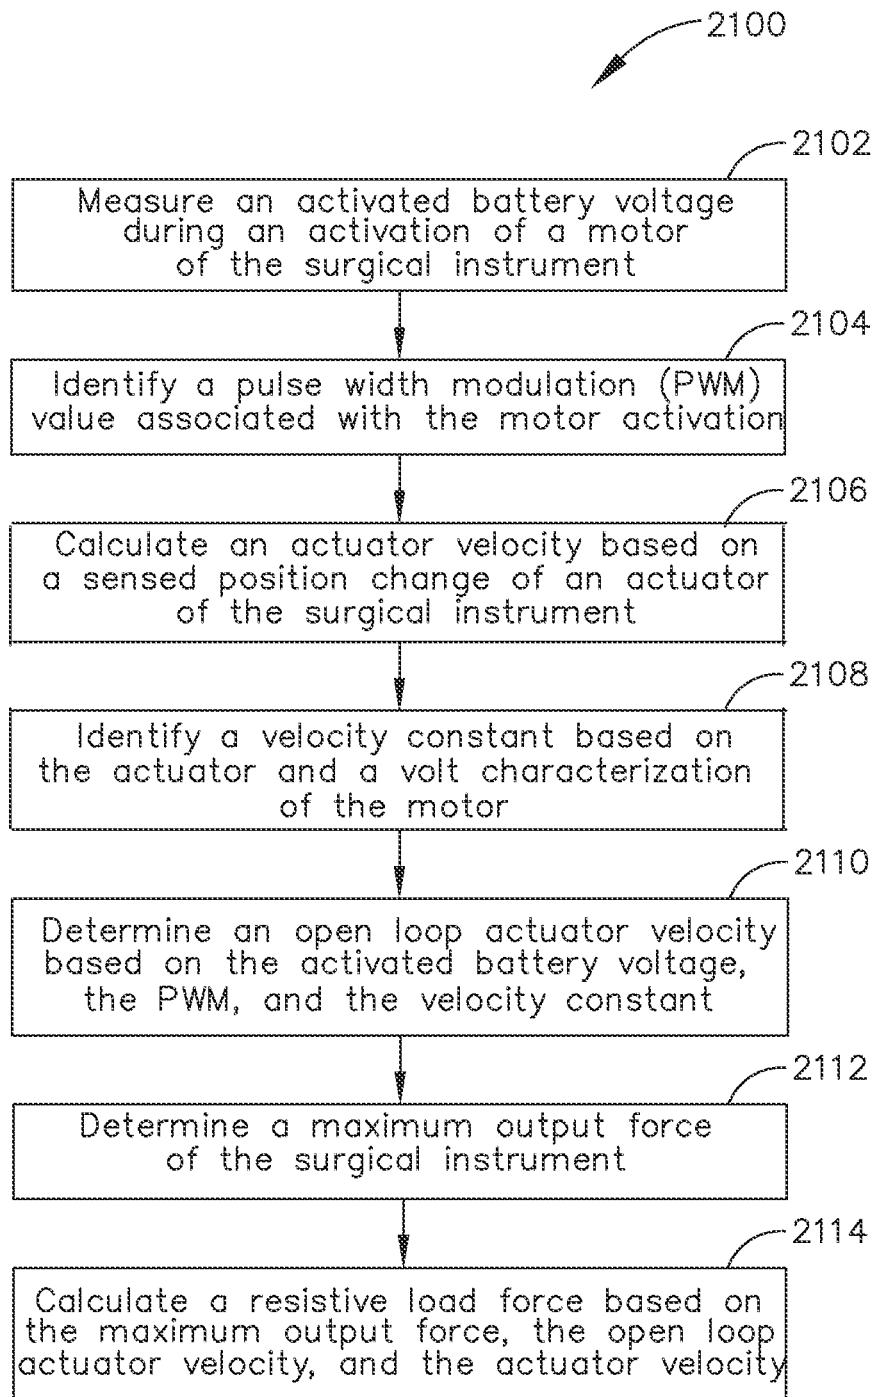 2100
2102
Measure an activated battery voltage
during an activation of a motor
of the surgical instrument
2104
Identify a pulse width modulation (PWM)
value associated with the motor activation
2106
Calculate an actuator velocity based on
a sensed position change of an actuator
of the surgical instrument
2108
Identify a velocity constant based on
the actuator and a volt characterization
of the motor
2110
Determine an open loop actuator velocity
based on the activated battery voltage,
the PWM, and the velocity constant
2112
Determine a maximum output force
of the surgical instrument
2114
Calculate a resistive load force based on
the maximum output force, the open loop
actuator velocity, and the actuator velocity